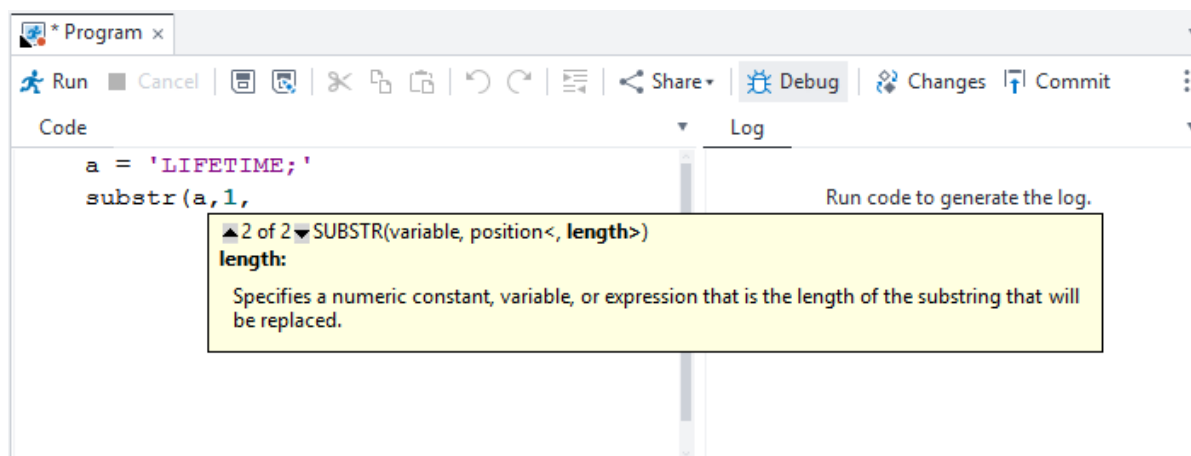 * Program ×
Run Cancel Share Debug Changes Commit
Code
Log
a = 'LIFETIME;'
substr(a,1,
Run code to generate the log.
▲2 of 2▼SUBSTR(variable, position<, length>)
length:
Specifies a numeric constant, variable, or expression that is the length of the substring that will
be replaced.